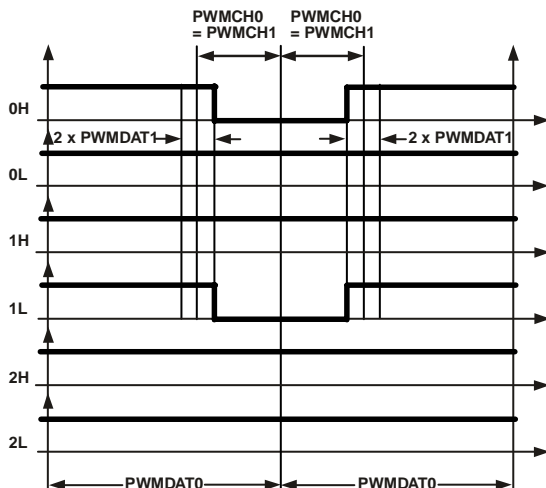 PWMCH0 PWMCH0
= PWMCH1 = PWMCH1
0H
2 x PWMDAT1 2 x PWMDAT1
0L
1H
1L
2H
2L
PWMDAT0 PWMDAT0